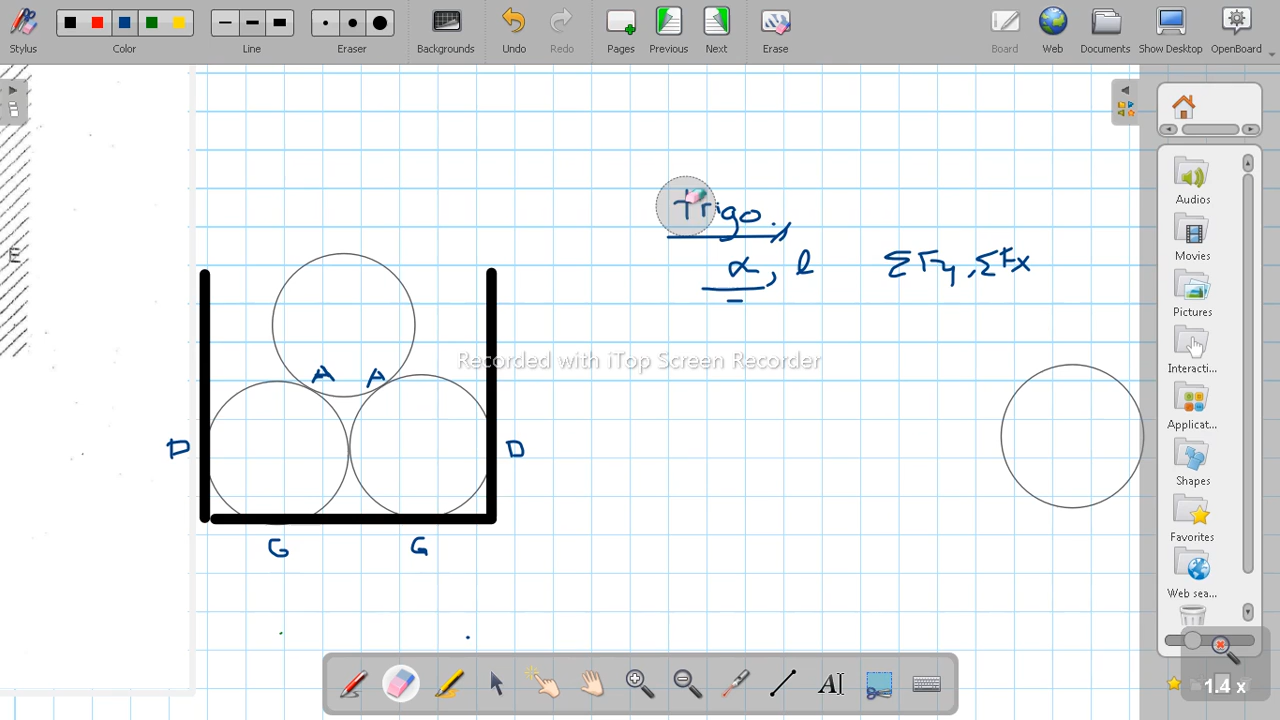 Stylus Color Line Eraser Backgrounds Undo Redo Pages Previous Next Erase Board Web Documents Show Desktop OpenBoard
Trigo.,
α, l ΣFy, ΣFx
E
Recorded with iTop Screen Recorder
A A
D D
G G
Audios
Movies
Pictures
Interacti...
Applicat...
Shapes
Favorites
Web sea...
AI
1.4 x